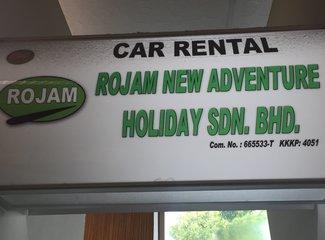 CAR RENTAL
ROJAM
ROJAM NEW ADVENTURE
HOLIDAY SDN. BHD.
Com. No. : 665533-T KKKP: 4051